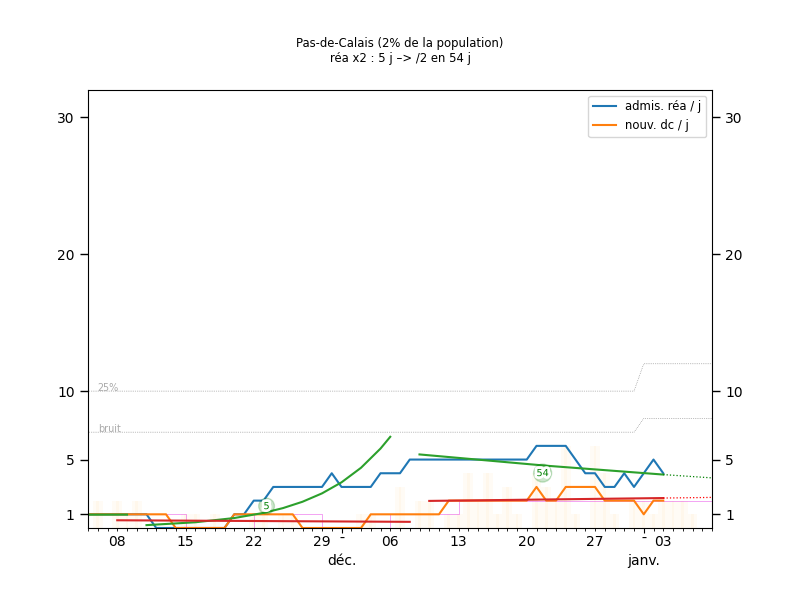 Pas-de-Calais (2% de la population)
réa x2 : 5 j –> /2 en 54 j
admis. réa / j
nouv. dc / j
30 30
20 20
25%
10 10
bruit
5 5
54
5
1 1
08 15 22 29 - 06 13 20 27 - 03
déc. janv.